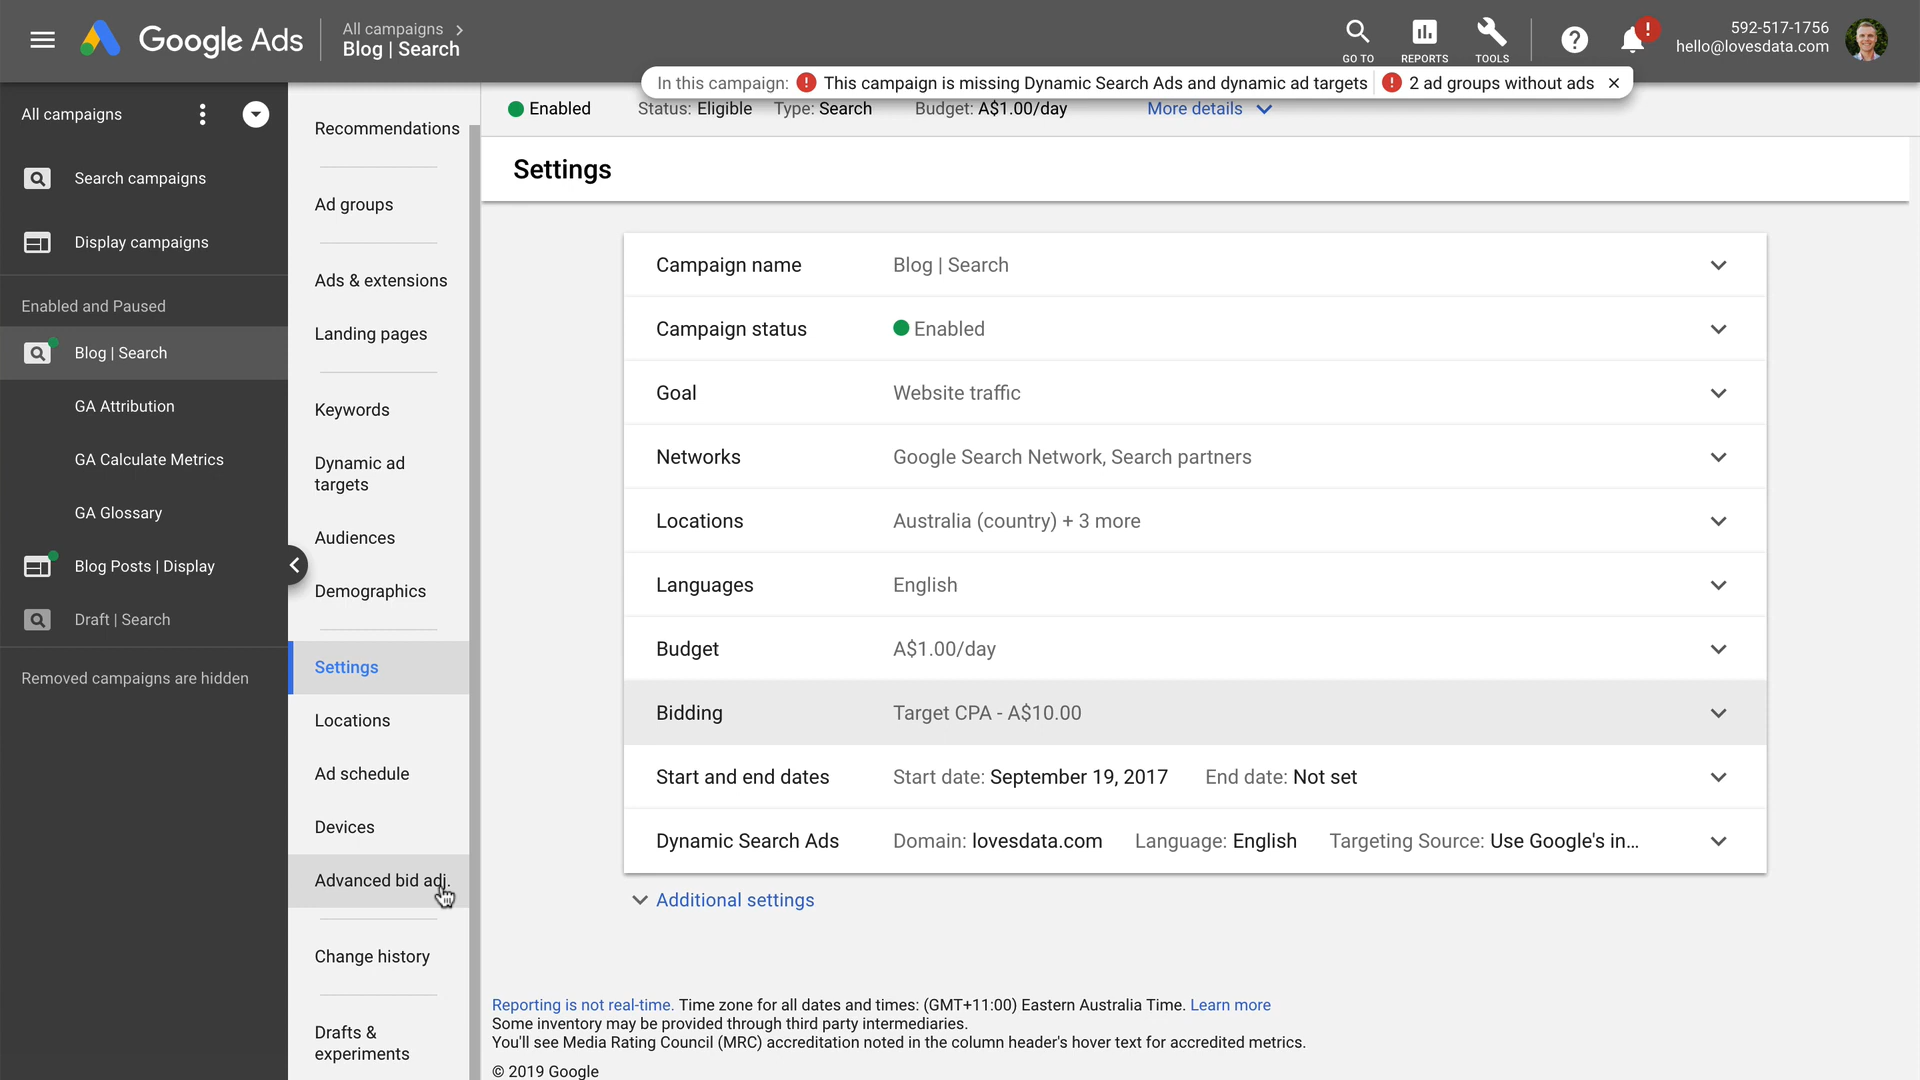 Google Ads
All campaigns
Blog | Search
GO TO
REPORTS
TOOLS
!
592-517-1756
hello@lovesdata.com
In this campaign: This campaign is missing Dynamic Search Ads and dynamic ad targets 2 ad groups without ads
All campaigns
Search campaigns
Display campaigns
Enabled and Paused
Blog | Search
GA Attribution
GA Calculate Metrics
GA Glossary
Blog Posts | Display
Draft | Search
Removed campaigns are hidden
Recommendations
Ad groups
Ads & extensions
Landing pages
Keywords
Dynamic ad
targets
Audiences
Demographics
Settings
Locations
Ad schedule
Devices
Advanced bid adj.
Change history
Drafts &
experiments
Enabled Status: Eligible Type: Search Budget: A$1.00/day More details
Settings
Campaign name Blog | Search
Campaign status Enabled
Goal Website traffic
Networks Google Search Network, Search partners
Locations Australia (country) + 3 more
Languages English
Budget A$1.00/day
Bidding Target CPA - A$10.00
Start and end dates Start date: September 19, 2017 End date: Not set
Dynamic Search Ads Domain: lovesdata.com Language: English Targeting Source: Use Google's in...
Additional settings
Reporting is not real-time. Time zone for all dates and times: (GMT+11:00) Eastern Australia Time. Learn more
Some inventory may be provided through third party intermediaries.
You'll see Media Rating Council (MRC) accreditation noted in the column header's hover text for accredited metrics.
© 2019 Google